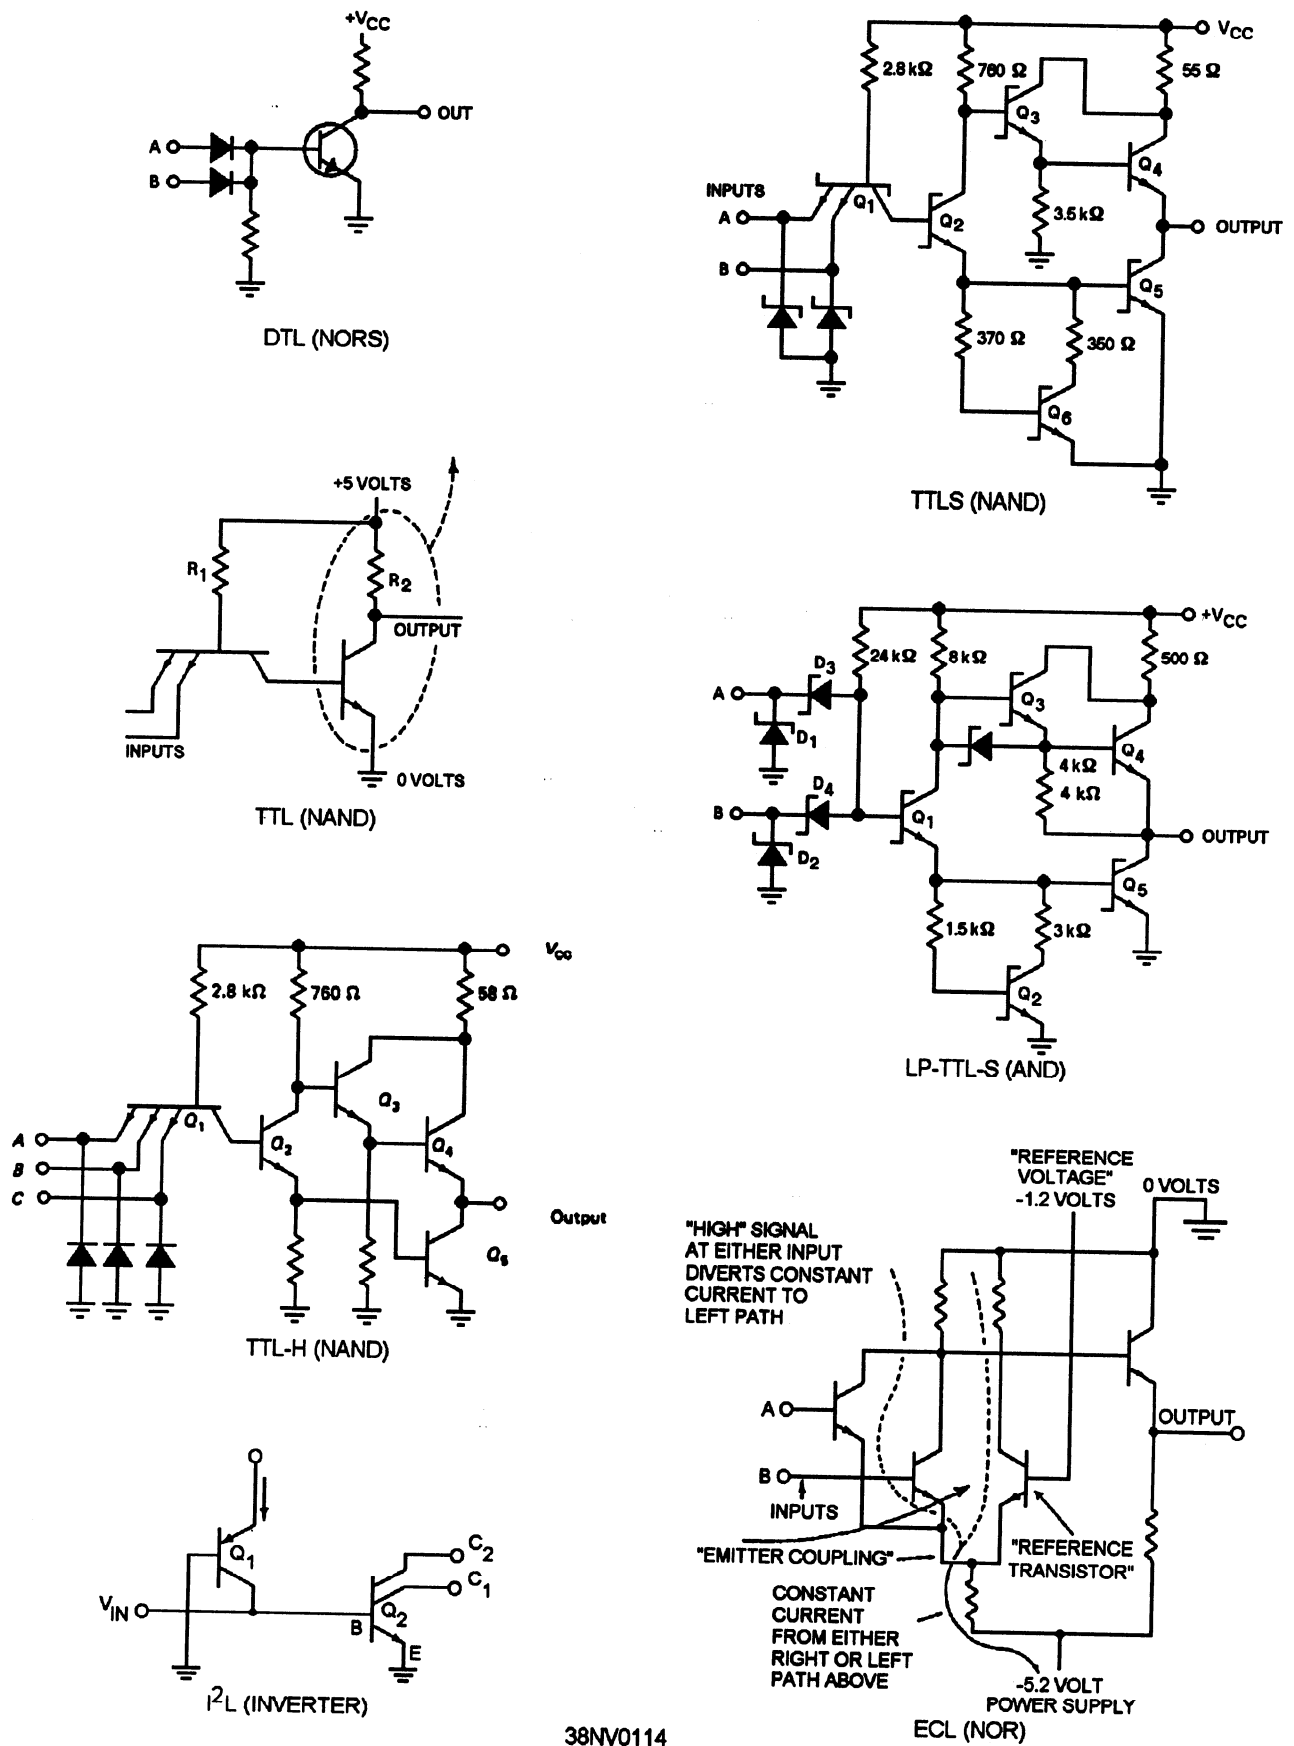 +VCC
OUT
A
B
DTL (NORS)
VCC
2.8 kΩ
760 Ω
55 Ω
Q3
Q4
INPUTS
Q1
A
Q2
3.5 kΩ
OUTPUT
B
Q5
370 Ω
350 Ω
Q6
TTLS (NAND)
+5 VOLTS
R1
R2
OUTPUT
INPUTS
0 VOLTS
TTL (NAND)
+VCC
24 kΩ
8 kΩ
500 Ω
D3
A
Q3
D1
Q4
4 kΩ
4 kΩ
D4
B
Q1
OUTPUT
D2
Q5
1.5 kΩ
3 kΩ
Q2
LP-TTL-S (AND)
Vcc
2.8 kΩ
760 Ω
58 Ω
Q3
Q1
A
Q2
Q4
B
C
Output
Q5
TTL-H (NAND)
"REFERENCE
VOLTAGE"
-1.2 VOLTS
0 VOLTS
"HIGH" SIGNAL
AT EITHER INPUT
DIVERTS CONSTANT
CURRENT TO
LEFT PATH
A
OUTPUT
B
INPUTS
"EMITTER COUPLING"
"REFERENCE
TRANSISTOR"
CONSTANT
CURRENT
FROM EITHER
RIGHT OR LEFT
PATH ABOVE
-5.2 VOLT
POWER SUPPLY
ECL (NOR)
Q1
C2
C1
VIN
Q2
B
E
I2L (INVERTER)
38NV0114